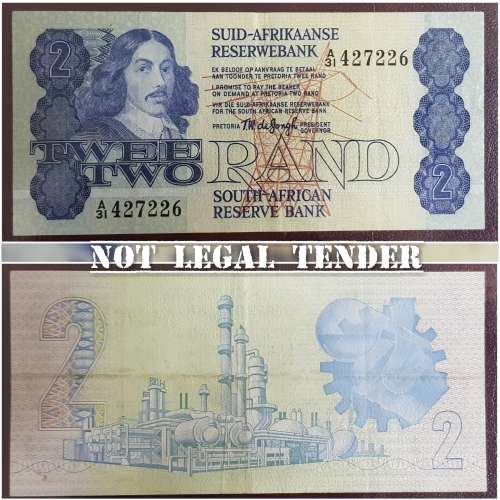 2
SUID-AFRIKAANSE
RESERWEBANK
A/31 427226
EK BELOOF OP AANVRAAG TE BETAAL
AAN TOONDER TE PRETORIA TWEE RAND
I PROMISE TO PAY THE BEARER
ON DEMAND AT PRETORIA TWO RAND
VIR DIE SUID-AFRIKAANSE RESERWEBANK
FOR THE SOUTH AFRICAN RESERVE BANK
PRETORIA T.W. de Jongh PRESIDENT
GOVERNOR
TWEE
TWO RAND
2
A/31 427226
SOUTH-AFRICAN
RESERVE BANK
NOT LEGAL TENDER
2
2